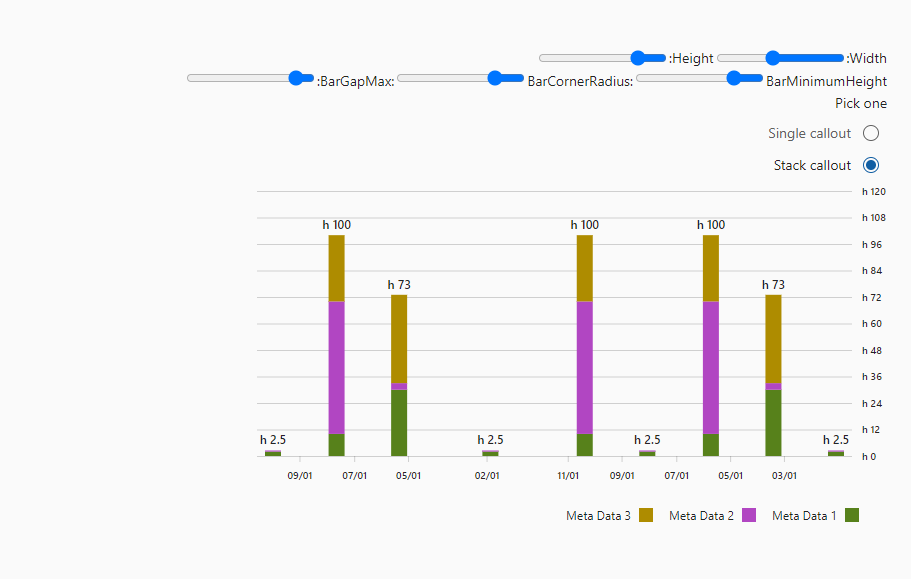 :Width :Height
BarMinimumHeight BarCornerRadius: :BarGapMax:
Pick one
Single callout
Stack callout
h 120
h 108
h 96
h 84
h 72
h 60
h 48
h 36
h 24
h 12
h 0
h 100
h 100
h 100
h 73
h 73
h 2.5
h 2.5
h 2.5
h 2.5
09/01 07/01 05/01 02/01 11/01 09/01 07/01 05/01 03/01
Meta Data 3 Meta Data 2 Meta Data 1